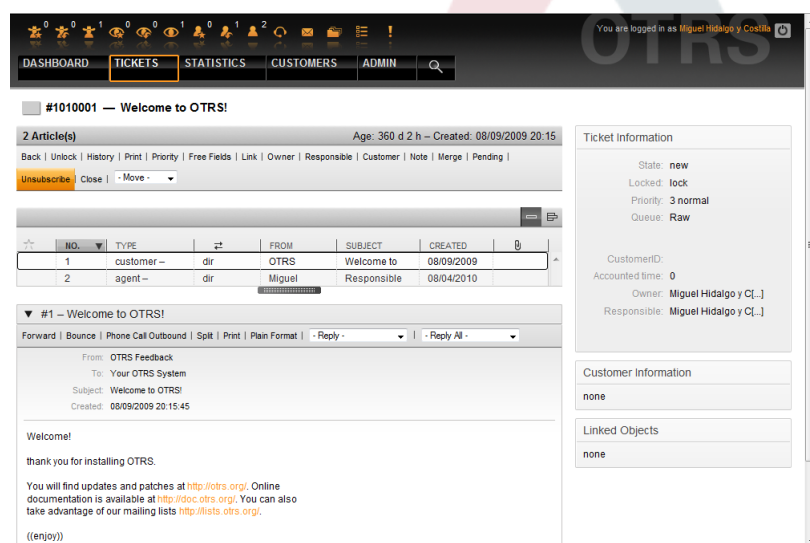 0 0 1 0 0 1 0 1 2
You are logged in as Miguel Hidalgo y Costilla
OTRS
DASHBOARD TICKETS STATISTICS CUSTOMERS ADMIN
#1010001 — Welcome to OTRS!
2 Article(s) Age: 360 d 2 h – Created: 08/09/2009 20:15
Back | Unlock | History | Print | Priority | Free Fields | Link | Owner | Responsible | Customer | Note | Merge | Pending |
Unsubscribe | Close | - Move -
NO. TYPE FROM SUBJECT CREATED
1 customer – dir OTRS Welcome to 08/09/2009
2 agent – dir Miguel Responsible 08/04/2010
#1 – Welcome to OTRS!
Forward | Bounce | Phone Call Outbound | Split | Print | Plain Format | - Reply - | - Reply All -
From: OTRS Feedback
To: Your OTRS System
Subject: Welcome to OTRS!
Created: 08/09/2009 20:15:45
Welcome!
thank you for installing OTRS.
You will find updates and patches at http://otrs.org/. Online
documentation is available at http://doc.otrs.org/. You can also
take advantage of our mailing lists http://lists.otrs.org/.
((enjoy))
Ticket Information
State: new
Locked: lock
Priority: 3 normal
Queue: Raw
CustomerID:
Accounted time: 0
Owner: Miguel Hidalgo y C[...]
Responsible: Miguel Hidalgo y C[...]
Customer Information
none
Linked Objects
none